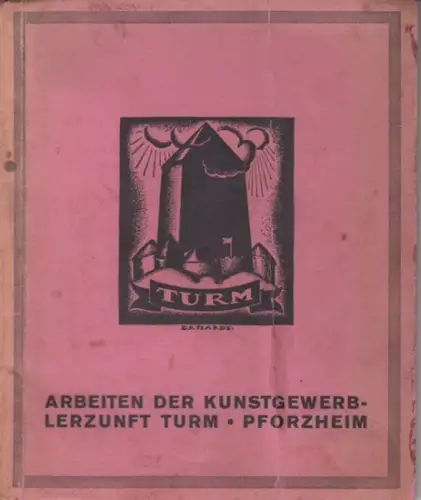 TURM
ARBEITEN DER KUNSTGEWERB-
LERZUNFT TURM • PFORZHEIM